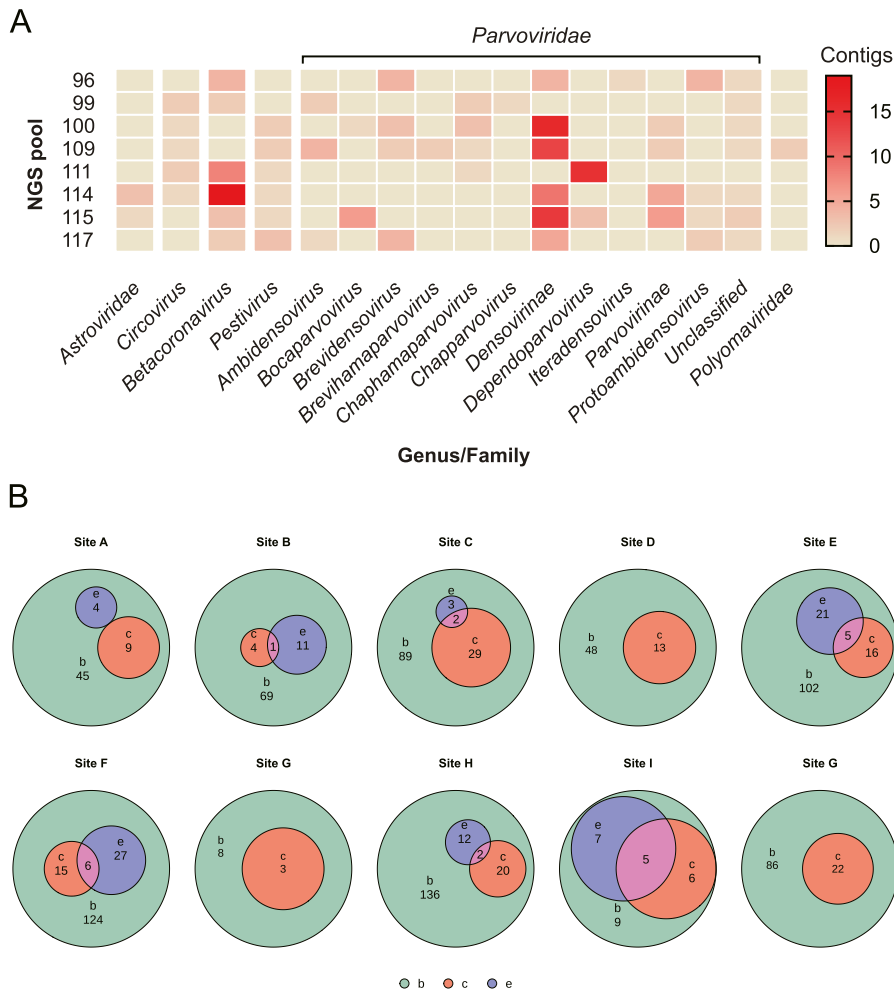 A
Parvoviridae
Contigs
NGS pool
96
99
100
109
111
114
115
117
15
10
5
0
Astroviridae
Circovirus
Betacoronavirus
Pestivirus
Ambidensovirus
Bocaparvovirus
Brevidensovirus
Brevihamaparvovirus
Chaphamaparvovirus
Chapparvovirus
Densovirinae
Dependoparvovirus
Iteradensovirus
Parvovirinae
Protoambidensovirus
Unclassified
Polyomaviridae
Genus/Family
B
Site A
e
4
c
9
b
45
Site B
c
4
1
e
11
b
69
Site C
e
3
2
b
89
c
29
Site D
b
48
c
13
Site E
e
21
5
c
16
b
102
Site F
c
15
6
e
27
b
124
Site G
b
8
c
3
Site H
e
12
2
c
20
b
136
Site I
e
7
5
c
6
b
9
Site G
b
86
c
22
b c e